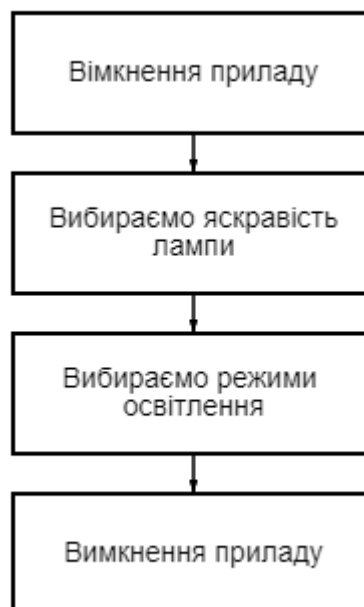 Вімкнення приладу
Вибираємо яскравість
лампи
Вибираємо режими
освітлення
Вимкнення приладу